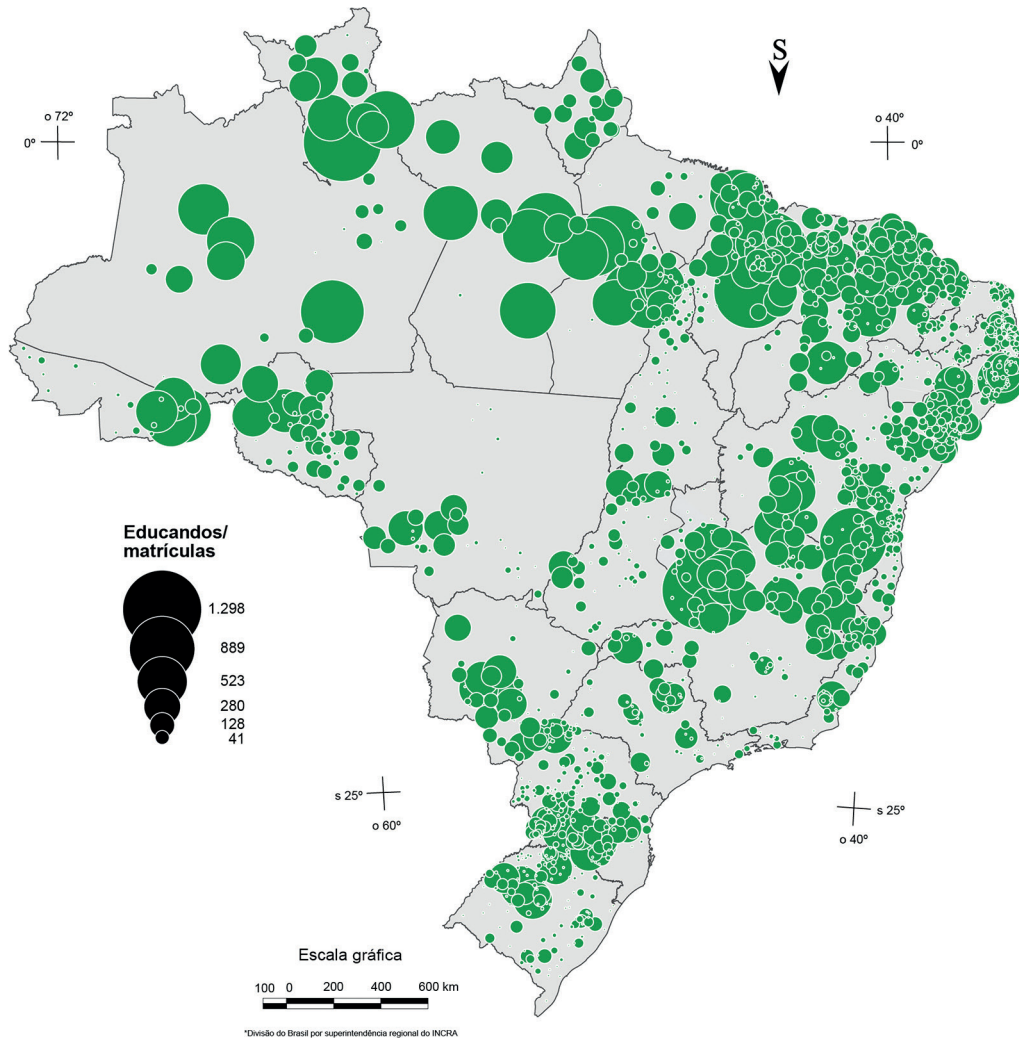 S
o 72º
0º
o 40º
0º
Educandos/
matrículas
1.298
889
523
280
128
41
s 25º
o 60º
s 25º
o 40º
Escala gráfica
100 0 200 400 600 km
*Divisão do Brasil por superintendência regional do INCRA